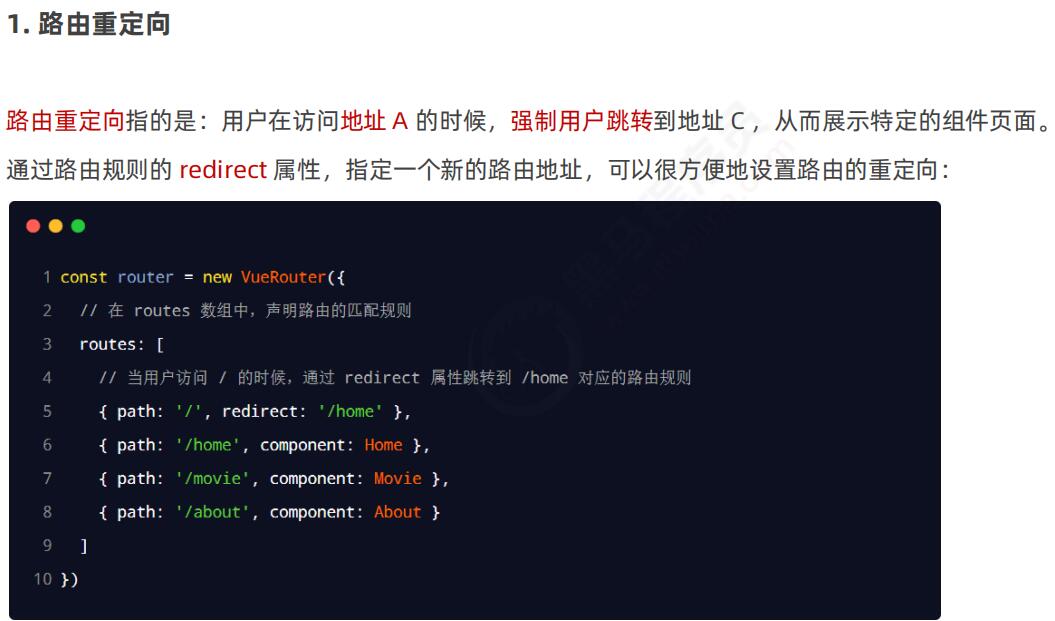 1. 路由重定向
路由重定向指的是：用户在访问地址 A 的时候，强制用户跳转到地址 C ，从而展示特定的组件页面。
通过路由规则的 redirect 属性，指定一个新的路由地址，可以很方便地设置路由的重定向：
1 const router = new VueRouter({
2 // 在 routes 数组中，声明路由的匹配规则
3 routes: [
4 // 当用户访问 / 的时候，通过 redirect 属性跳转到 /home 对应的路由规则
5 { path: '/', redirect: '/home' },
6 { path: '/home', component: Home },
7 { path: '/movie', component: Movie },
8 { path: '/about', component: About }
9 ]
10 })